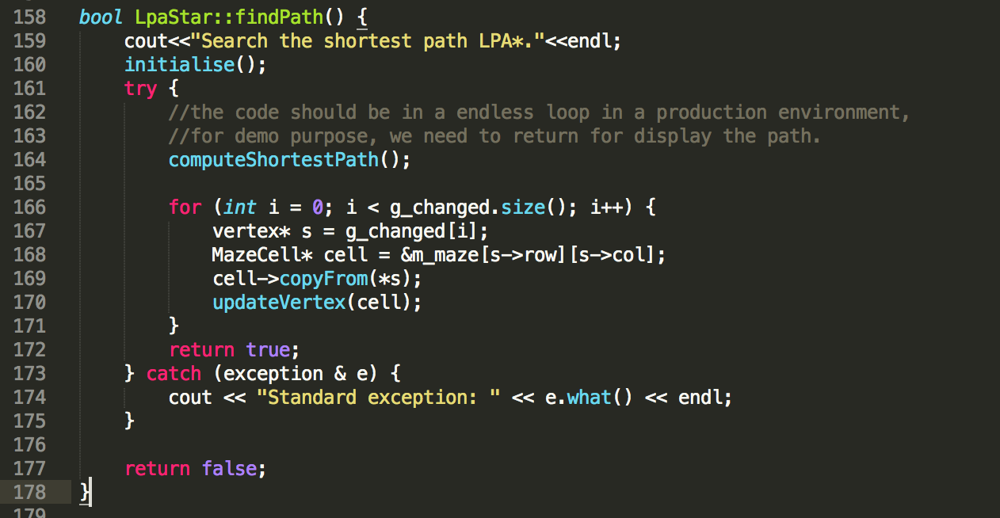 158 bool LpaStar::findPath() {
159     cout<<"Search the shortest path LPA*."<<endl;
160     initialise();
161     try {
162         //the code should be in a endless loop in a production environment,
163         //for demo purpose, we need to return for display the path.
164         computeShortestPath();
165
166         for (int i = 0; i < g_changed.size(); i++) {
167             vertex* s = g_changed[i];
168             MazeCell* cell = &m_maze[s->row][s->col];
169             cell->copyFrom(*s);
170             updateVertex(cell);
171         }
172         return true;
173     } catch (exception & e) {
174         cout << "Standard exception: " << e.what() << endl;
175     }
176
177     return false;
178 }
179